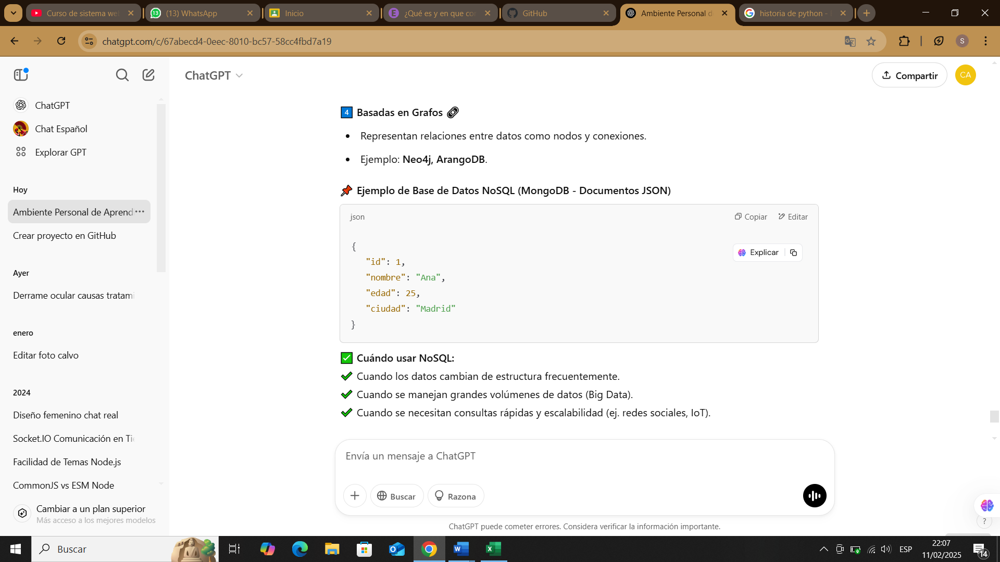 Curso de sistema we
(13) WhatsApp
Inicio
¿Qué es y en que co
GitHub
Ambiente Personal d
historia de python -
chatgpt.com/c/67abecd4-0eec-8010-bc57-58cc4fbd7a19
S
ChatGPT
Compartir
CA
ChatGPT
Chat Español
Explorar GPT
Hoy
Ambiente Personal de Aprend
Crear proyecto en GitHub
Ayer
Derrame ocular causas tratami
enero
Editar foto calvo
2024
Diseño femenino chat real
Socket.IO Comunicación en Tie
Facilidad de Temas Node.js
CommonJS vs ESM Node
Cambiar a un plan superior
Más acceso a los mejores modelos
4 Basadas en Grafos
• Representan relaciones entre datos como nodos y conexiones.
• Ejemplo: Neo4j, ArangoDB.
Ejemplo de Base de Datos NoSQL (MongoDB - Documentos JSON)
json
Copiar
Editar
Explicar
{
"id": 1,
"nombre": "Ana",
"edad": 25,
"ciudad": "Madrid"
}
Cuándo usar NoSQL:
Cuando los datos cambian de estructura frecuentemente.
Cuando se manejan grandes volúmenes de datos (Big Data).
Cuando se necesitan consultas rápidas y escalabilidad (ej. redes sociales, IoT).
Envía un mensaje a ChatGPT
Buscar
Razona
ChatGPT puede cometer errores. Considera verificar la información importante.
?
Buscar
ESP
22:07
11/02/2025
14